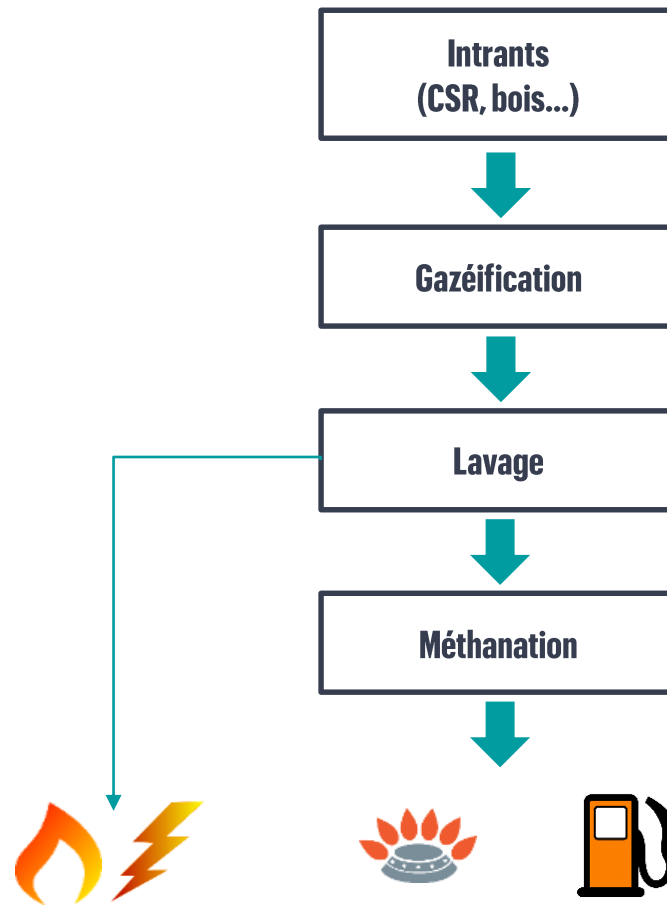 Intrants
(CSR, bois...)
Gazéification
Lavage
Méthanation